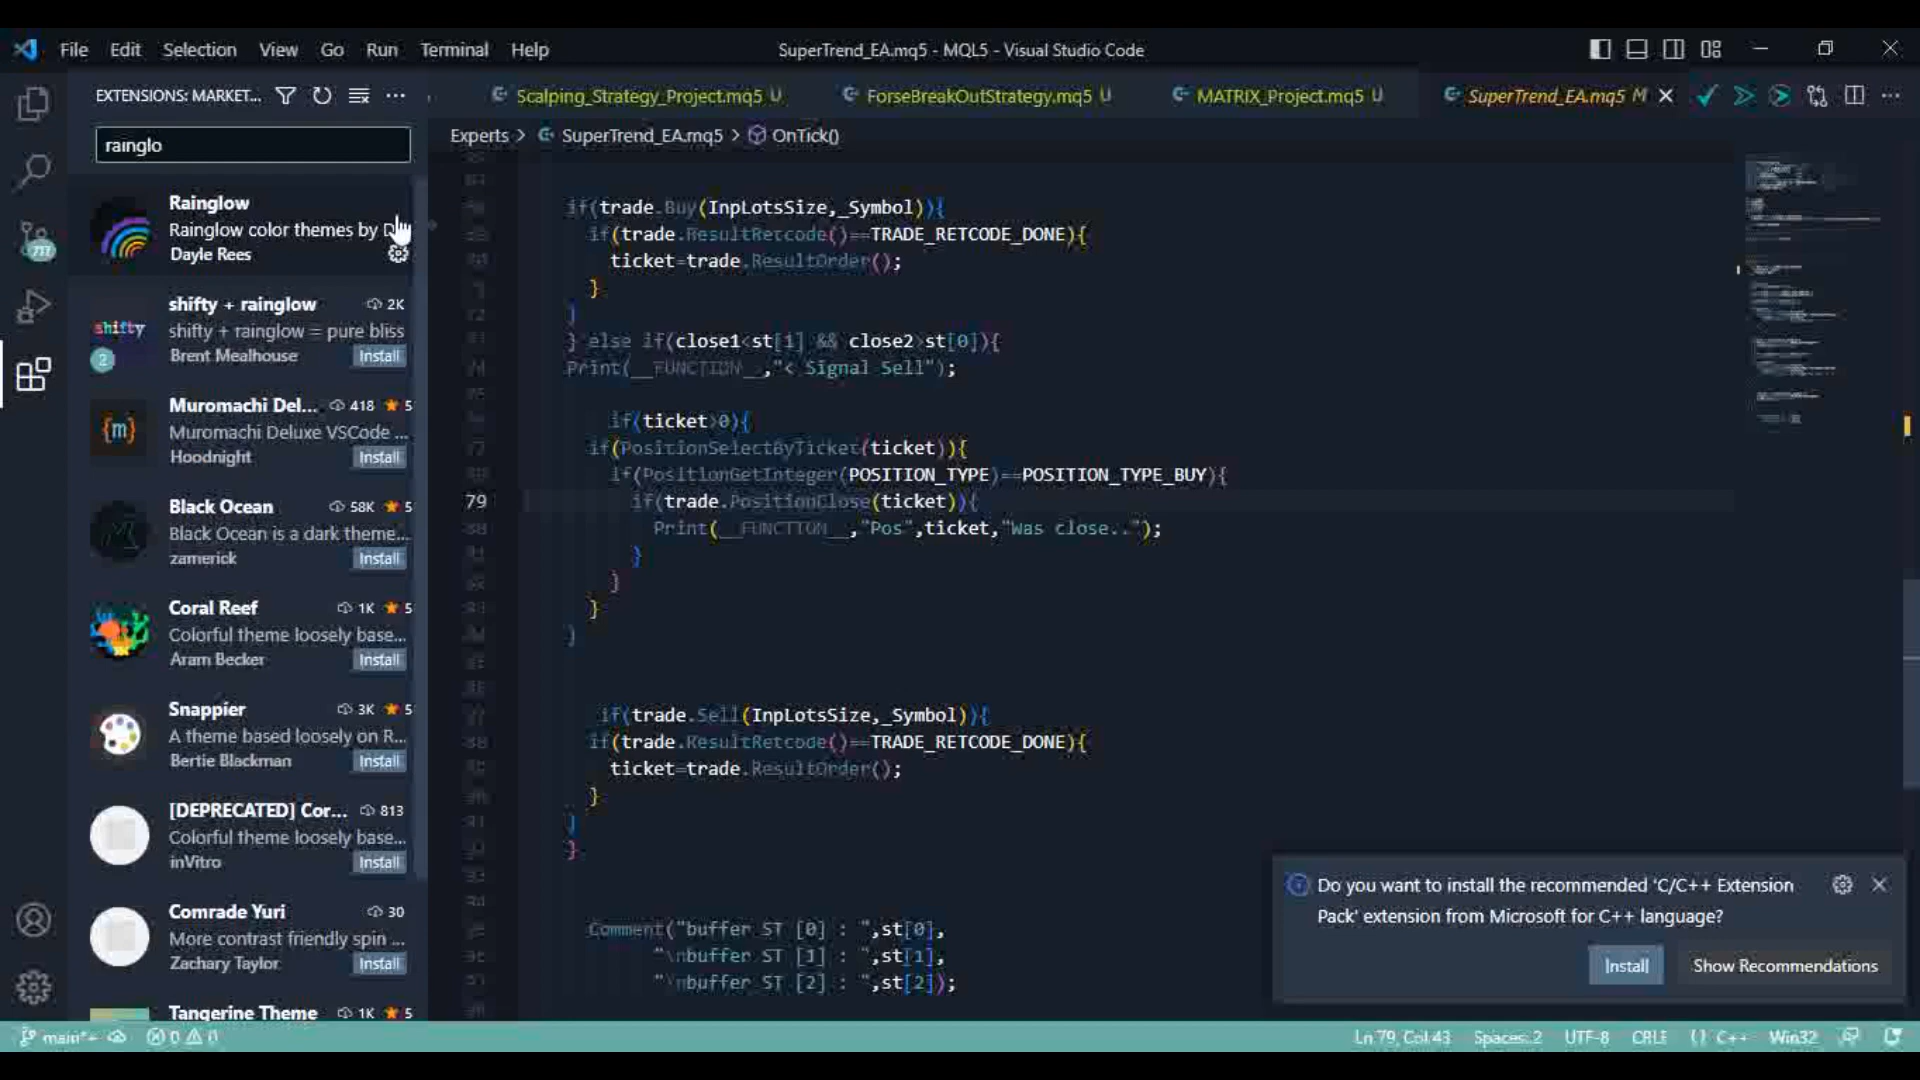 File Edit Selection View Go Run Terminal Help
SuperTrend_EA.mq5 - MQL5 - Visual Studio Code
EXTENSIONS: MARKET...
Scalping_Strategy_Project.mq5 U
ForseBreakOutStrategy.mq5 U
MATRIX_Project.mq5 U
SuperTrend_EA.mq5 M
rainglo
Experts > SuperTrend_EA.mq5 > OnTick()
Rainglow
Rainglow color themes by D
Dayle Rees
shifty + rainglow 2K
shifty + rainglow = pure bliss
Brent Mealhouse Install
shifty
2
Muromachi Del... 418 5
Muromachi Deluxe VSCode ...
Hoodnight Install
{m}
Black Ocean 58K 5
Black Ocean is a dark theme...
zamerick Install
Coral Reef 1K 5
Colorful theme loosely base...
Aram Becker Install
Snappier 3K 5
A theme based loosely on R...
Bertie Blackman Install
[DEPRECATED] Cor... 813
Colorful theme loosely base...
inVitro Install
Comrade Yuri 30
More contrast friendly spin ...
Zachary Taylor Install
Tangerine Theme 1K 5
if(trade.Buy(InpLotsSize,_Symbol)){
if(trade.ResultRetcode()==TRADE_RETCODE_DONE){
ticket=trade.ResultOrder();
}
}
} else if(close1<st[1] && close2>st[0]){
Print(__FUNCTION__,"< Signal Sell");
if(ticket>0){
if(PositionSelectByTicket(ticket)){
if(PositionGetInteger(POSITION_TYPE)==POSITION_TYPE_BUY){
79 if(trade.PositionClose(ticket)){
Print(__FUNCTION__,"Pos",ticket,"Was close..");
}
}
}
}
if(trade.Sell(InpLotsSize,_Symbol)){
if(trade.ResultRetcode()==TRADE_RETCODE_DONE){
ticket=trade.ResultOrder();
}
}
}
Comment("buffer ST [0] : ",st[0],
"\nbuffer ST [1] : ",st[1],
"\nbuffer ST [2] : ",st[2]);
Do you want to install the recommended 'C/C++ Extension
Pack' extension from Microsoft for C++ language?
Install Show Recommendations
main*+ 0 0
Ln 79, Col 43 Spaces: 2 UTF-8 CRLF {} C++ Win32